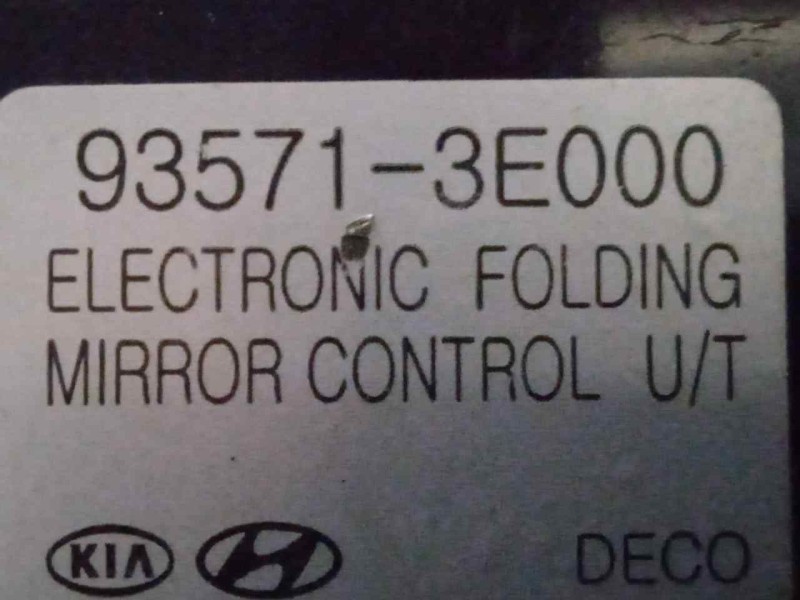 93571-3E000
ELECTRONIC FOLDING
MIRROR CONTROL U/T
KIA DECO